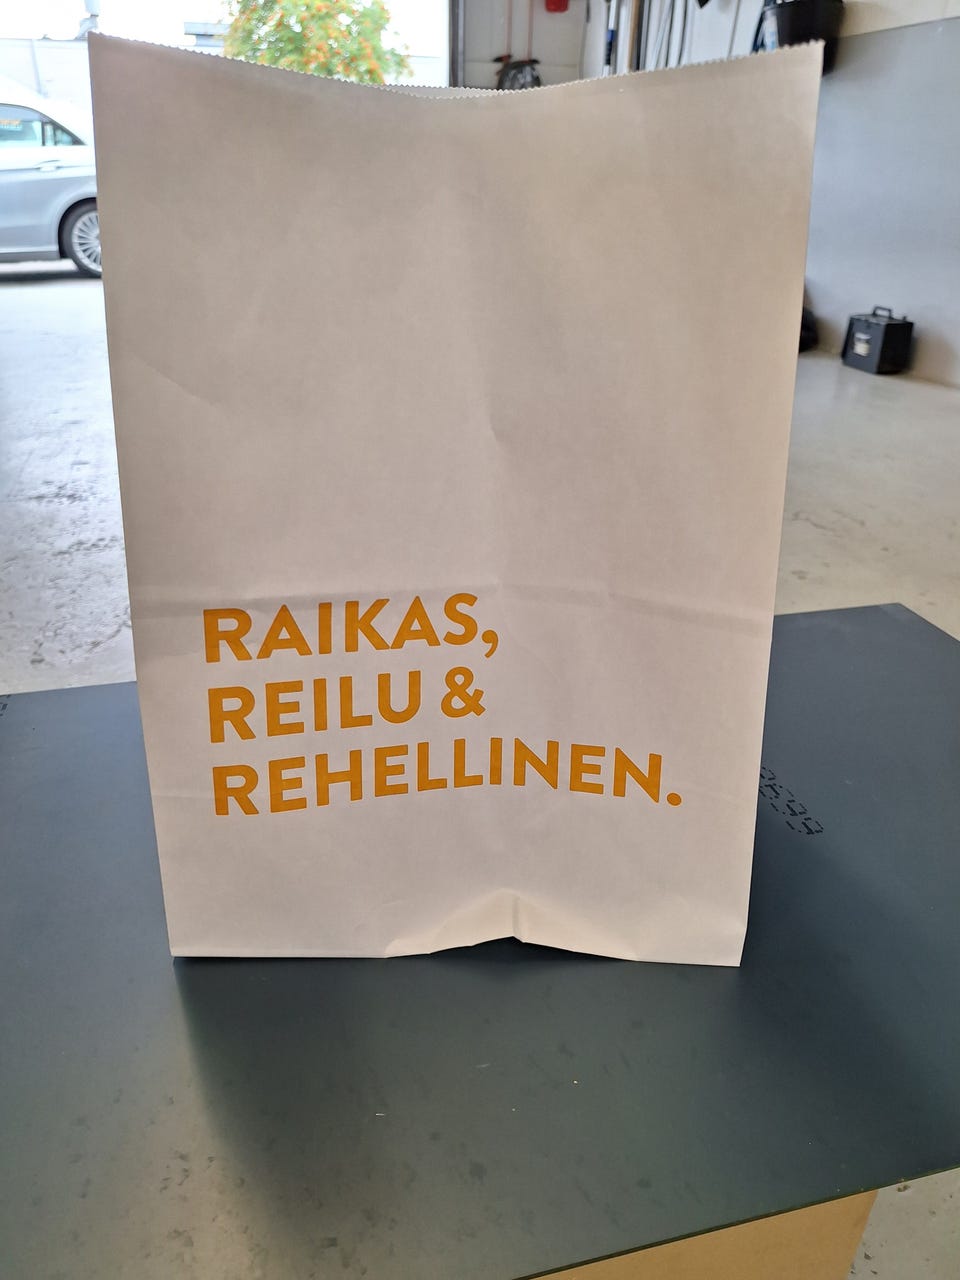 RAIKAS,
REILU &
REHELLINEN.